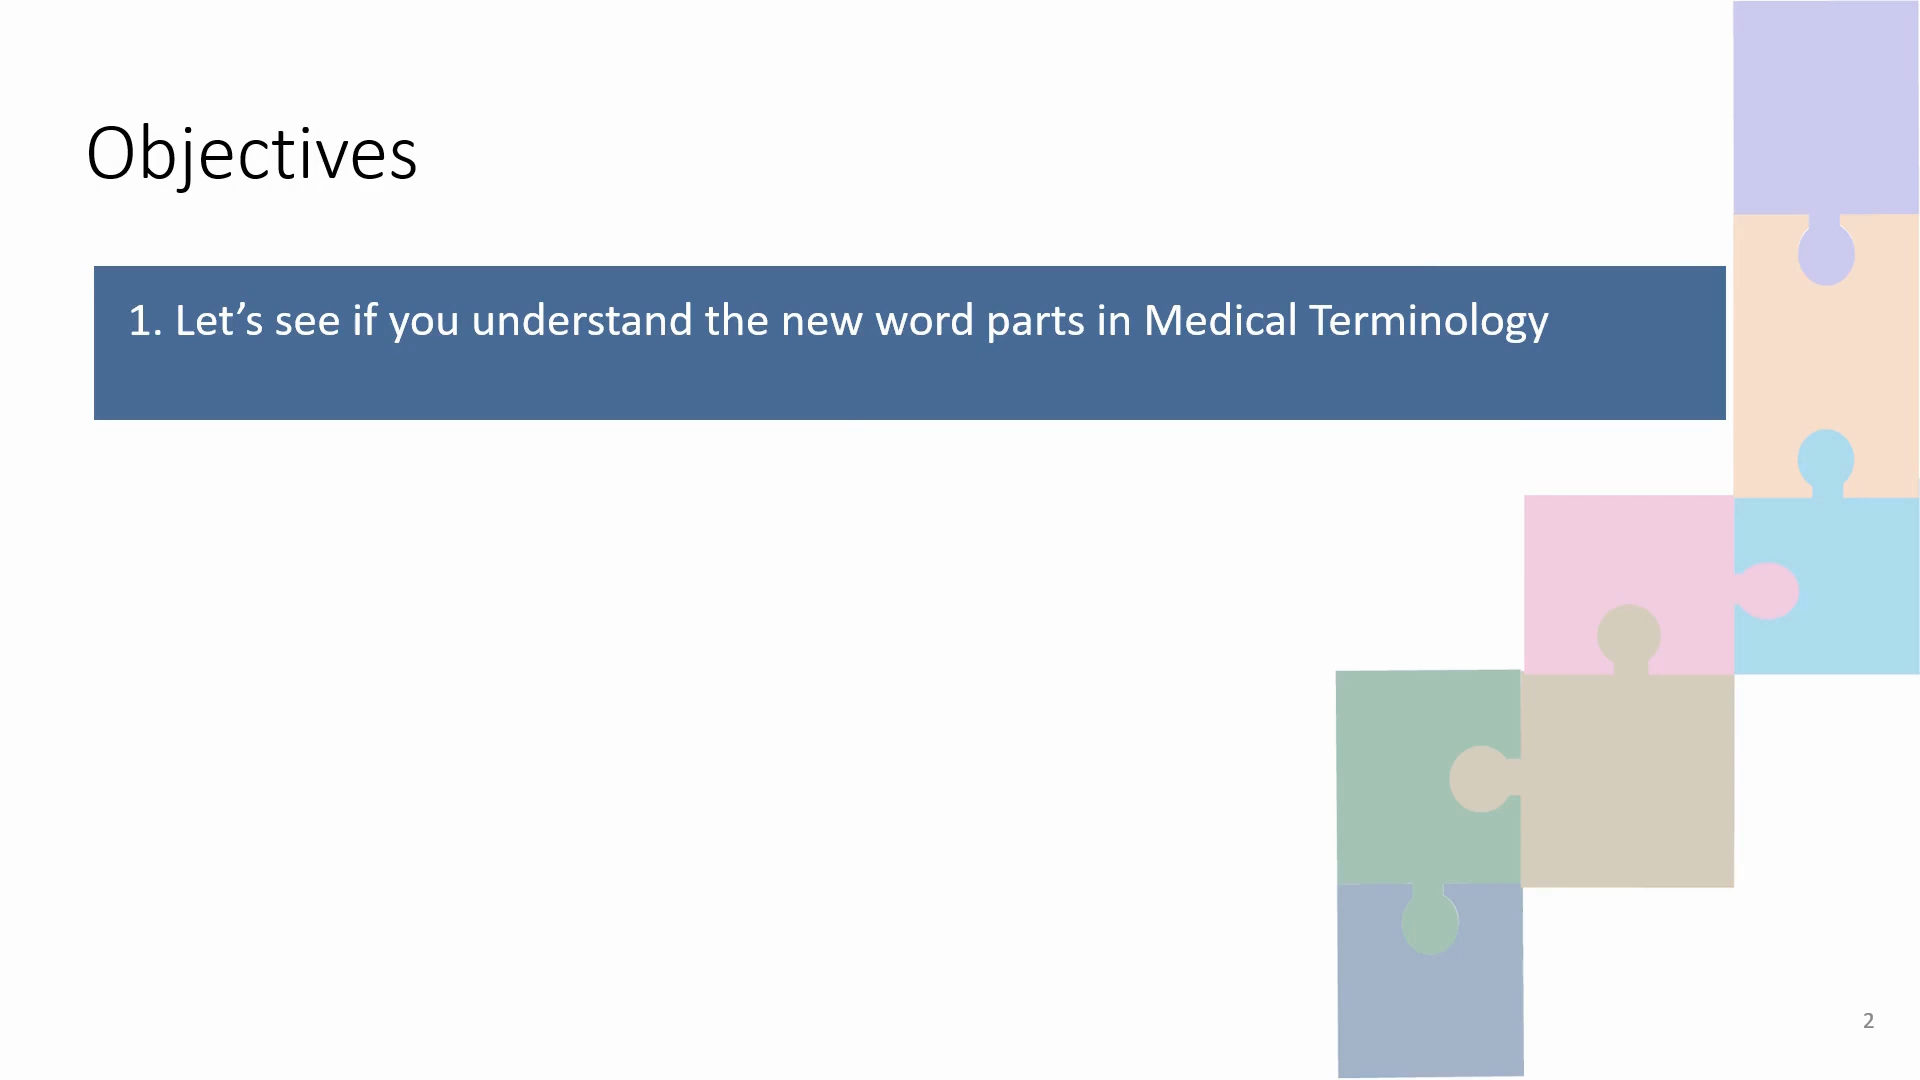 Objectives
1. Let’s see if you understand the new word parts in Medical Terminology
2